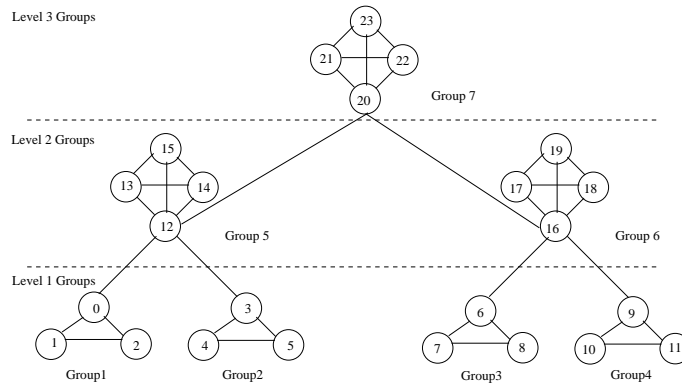 Level 3 Groups
23
21
22
20
Group 7
Level 2 Groups
15
19
13
14
17
18
12
16
Group 5
Group 6
Level 1 Groups
0
3
6
9
1
2
4
5
7
8
10
11
Group1
Group2
Group3
Group4